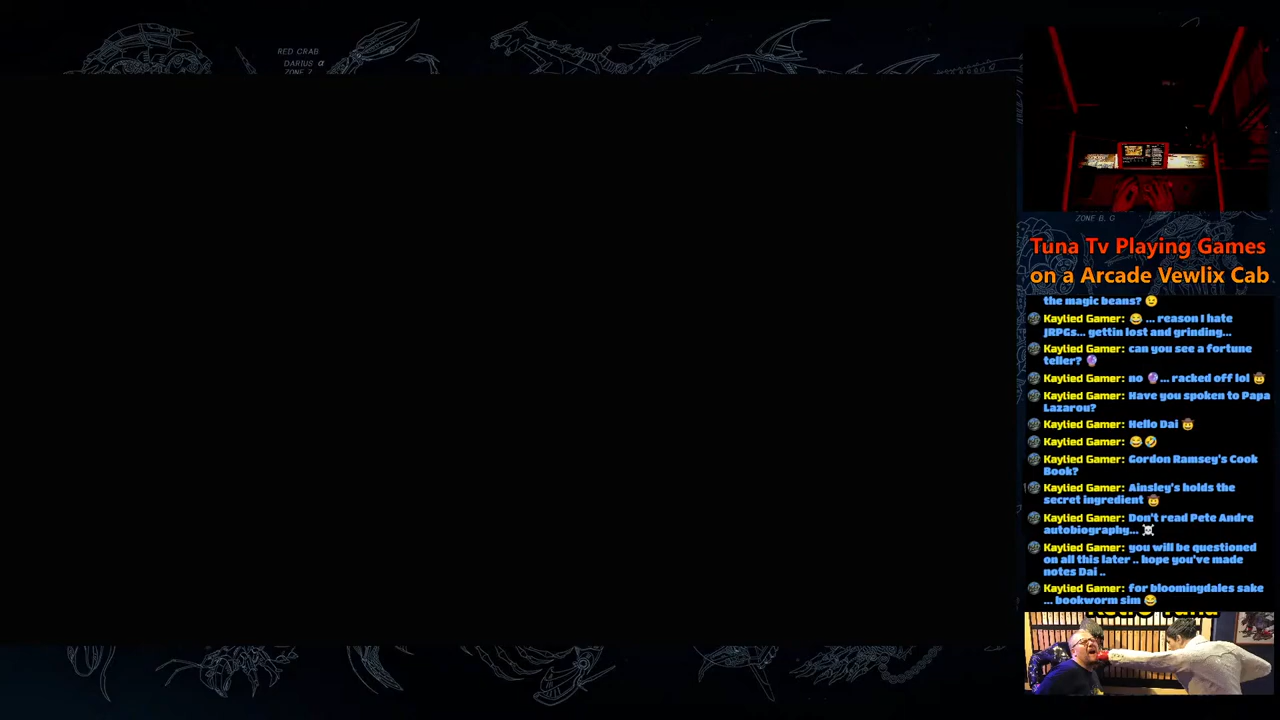 RED CRAB
DARIUS α
ZONE Z
ZONE B. G
Tuna Tv Playing Games
on a Arcade Vewlix Cab
the magic beans? 😉
Kaylied Gamer: 😂 ... reason I hate
JRPGs... gettin lost and grinding...
Kaylied Gamer: can you see a fortune
teller? 🔮
Kaylied Gamer: no 🔮... racked off lol 🤠
Kaylied Gamer: Have you spoken to Papa
Lazarou?
Kaylied Gamer: Hello Dai 🤠
Kaylied Gamer: 😂🤣
Kaylied Gamer: Gordon Ramsey's Cook
Book?
Kaylied Gamer: Ainsley's holds the
secret ingredient 🤠
Kaylied Gamer: Don't read Pete Andre
autobiography... ☠️
Kaylied Gamer: you will be questioned
on all this later .. hope you've made
notes Dai ..
Kaylied Gamer: for bloomingdales sake
... bookworm sim 😂
Retro Tuna